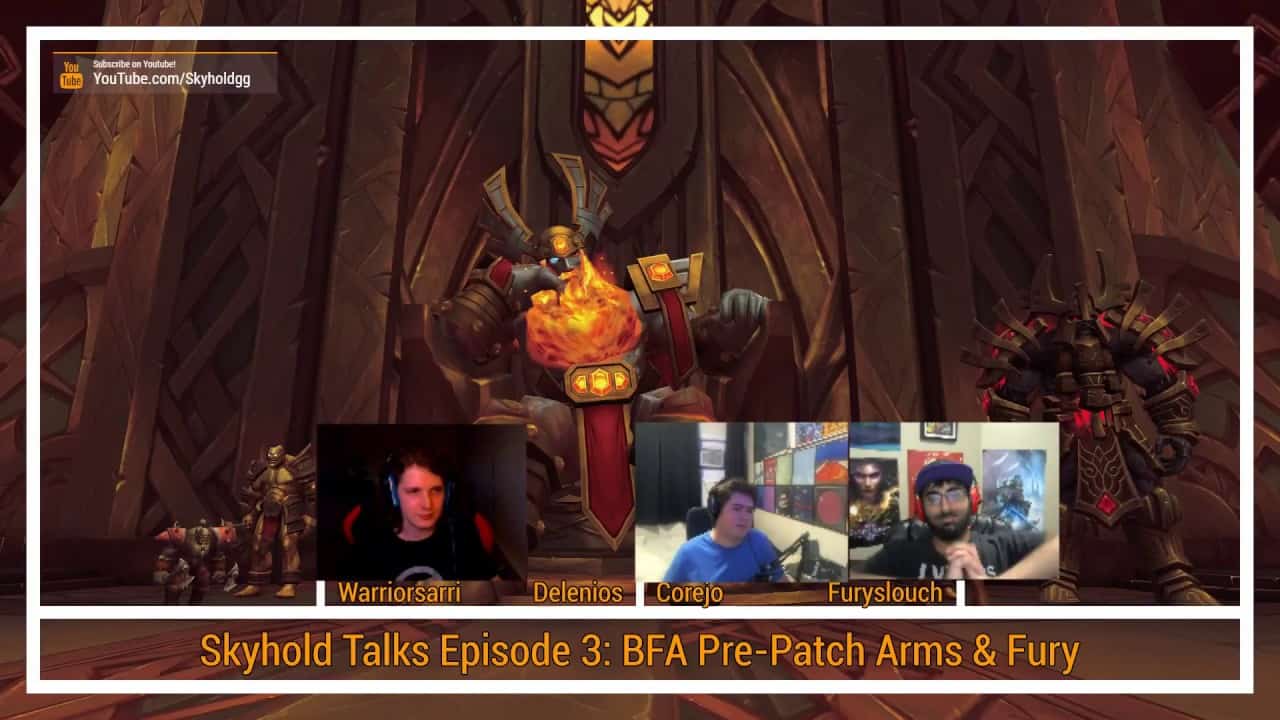 You
Tube
Subscribe on Youtube!
YouTube.com/Skyholdgg
Warriorsarri
Delenios
Corejo
Furyslouch
Skyhold Talks Episode 3: BFA Pre-Patch Arms & Fury